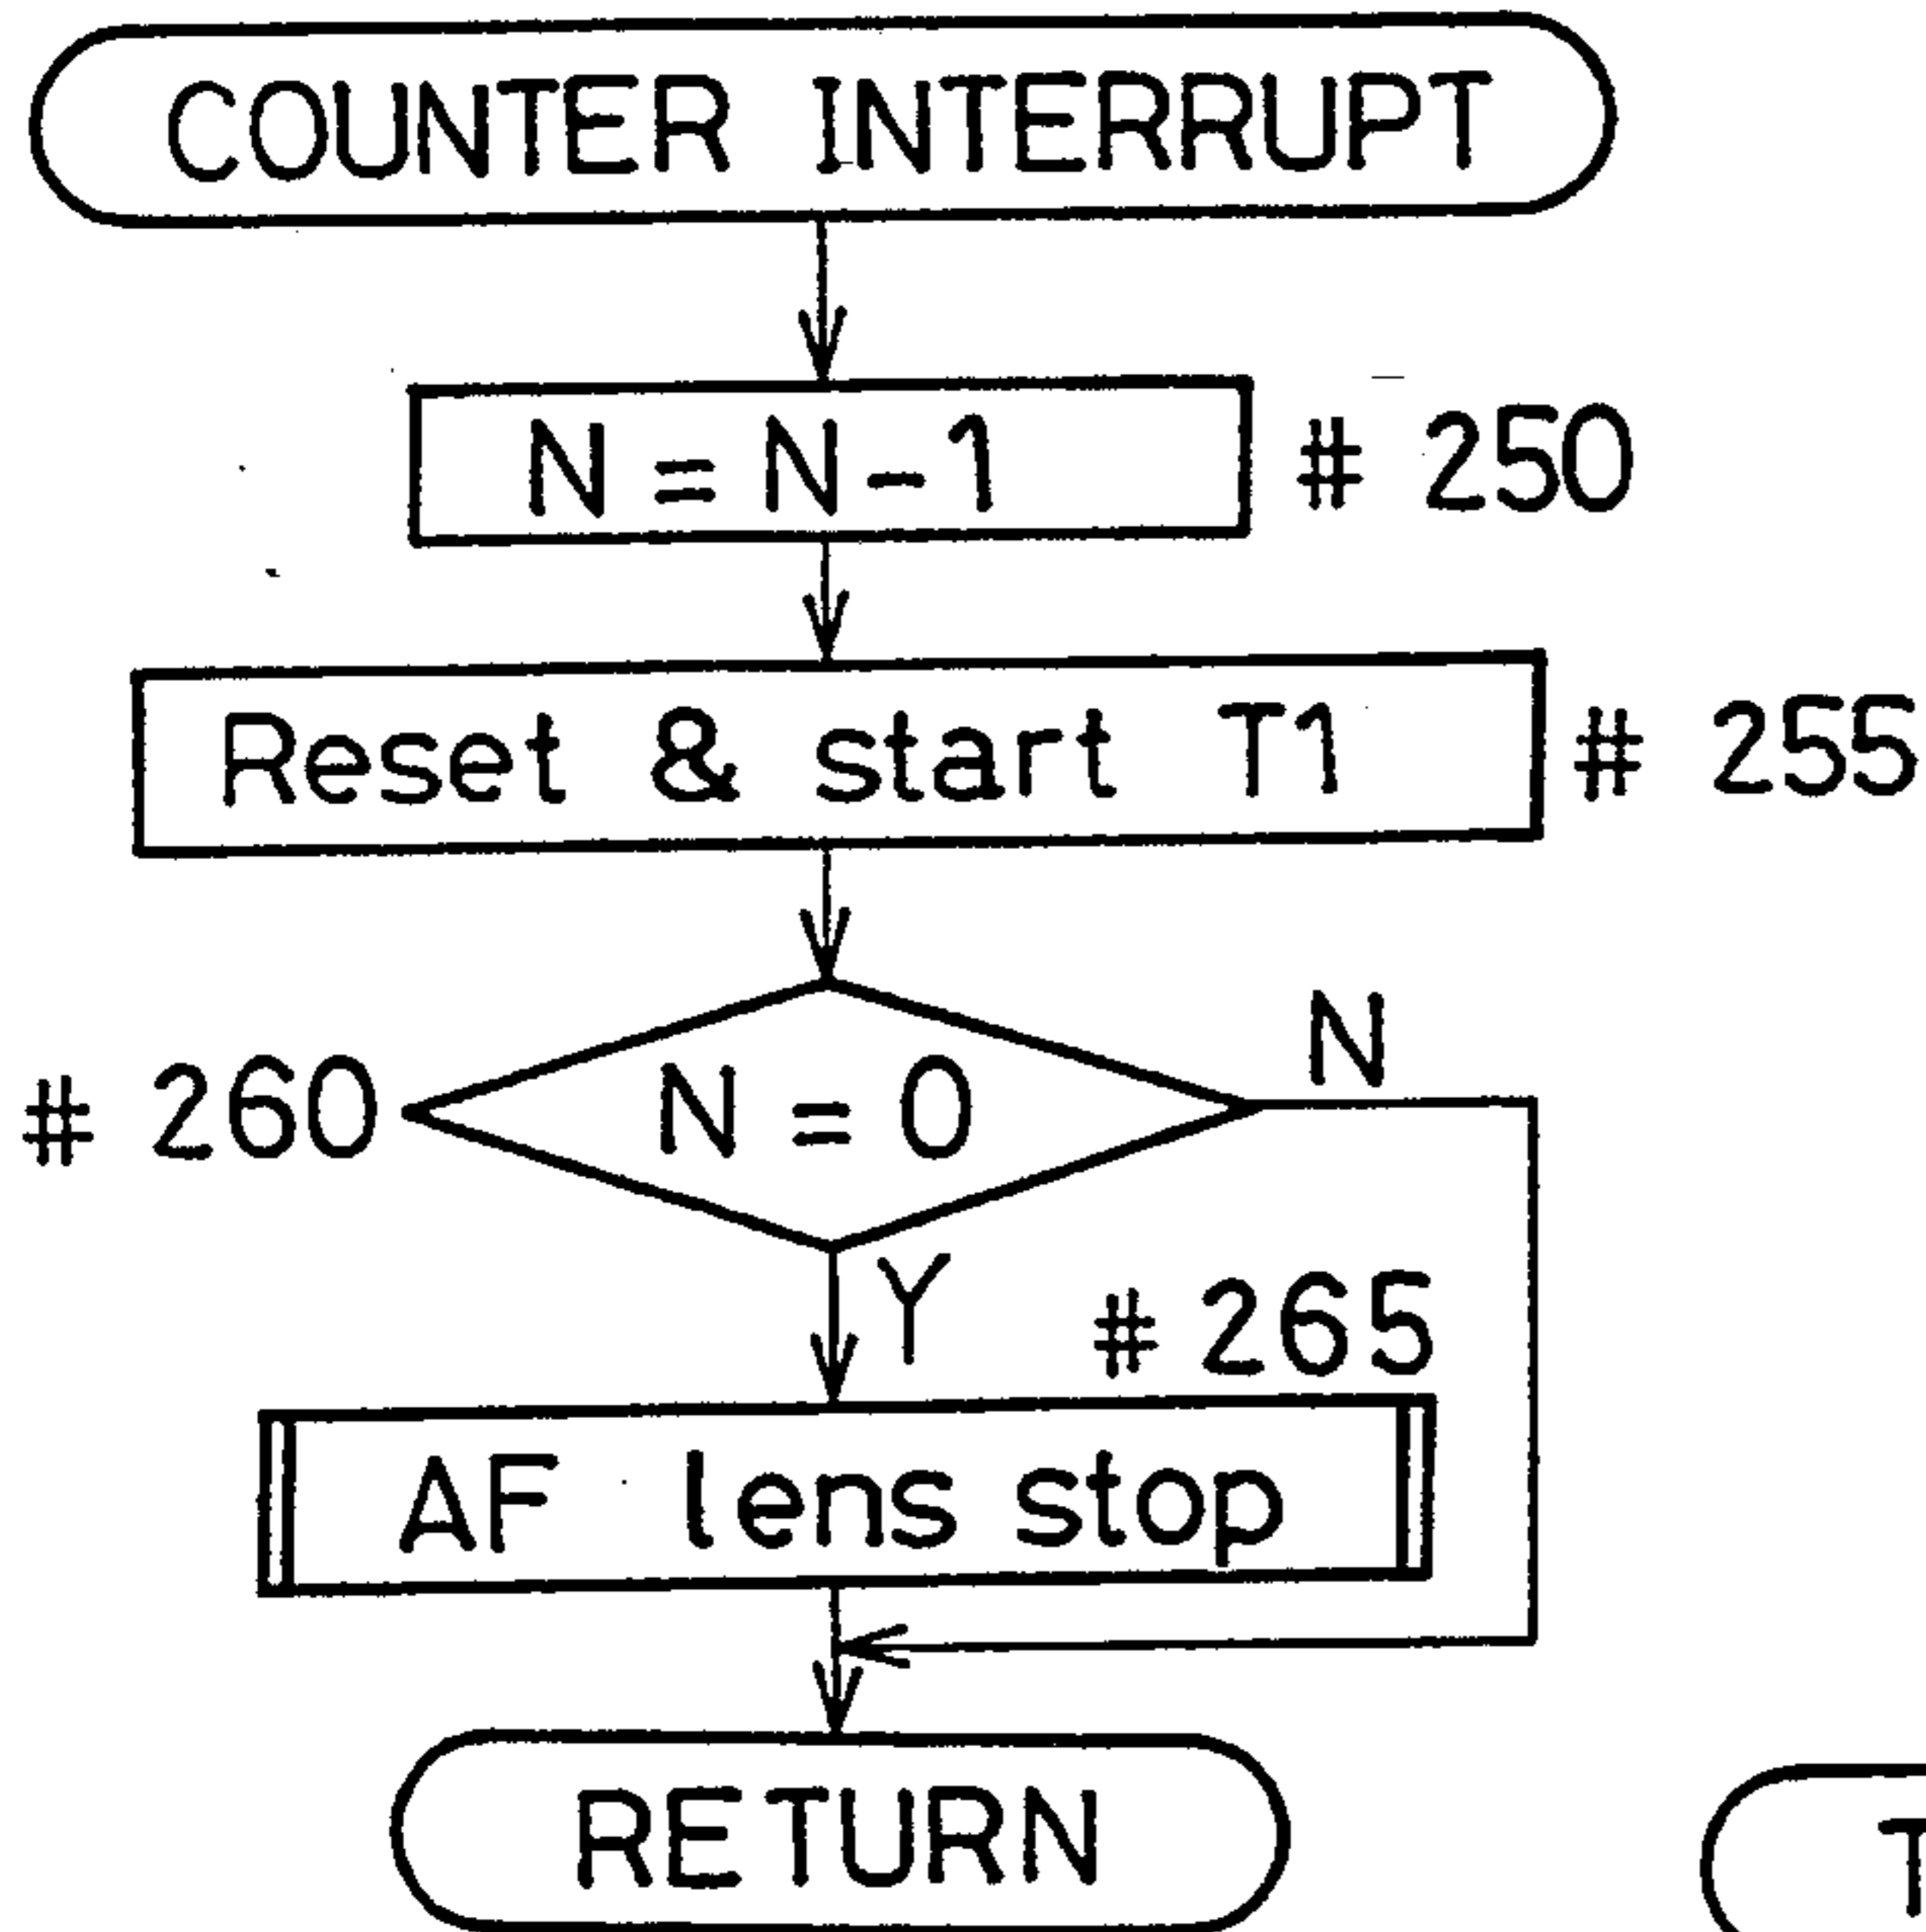 COUNTER INTERRUPT
N = N - 1 # 250
Reset & start T1 # 255
N
# 260 N = 0
Y # 265
AF lens stop
RETURN
T